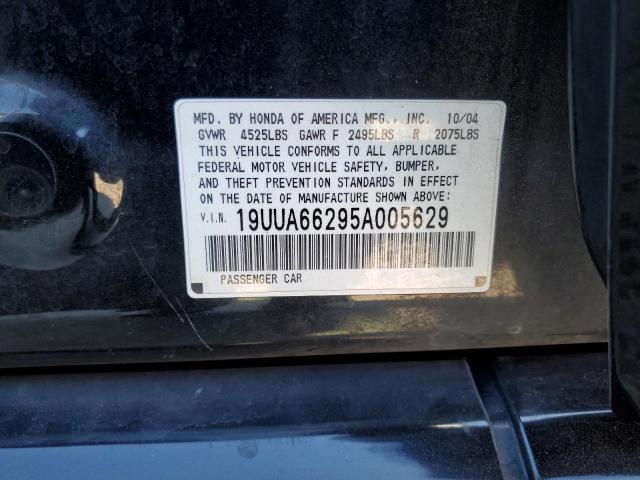 MFD. BY HONDA OF AMERICA MFG., INC. 10/04
GVWR 4525LBS GAWR F 2495LBS R 2075LBS
THIS VEHICLE CONFORMS TO ALL APPLICABLE
FEDERAL MOTOR VEHICLE SAFETY, BUMPER,
AND THEFT PREVENTION STANDARDS IN EFFECT
ON THE DATE OF MANUFACTURE SHOWN ABOVE:
V.I.N. 19UUA66295A005629
PASSENGER CAR